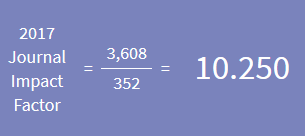 2017
Journal
Impact
Factor
= 3,608
352
= 10.250